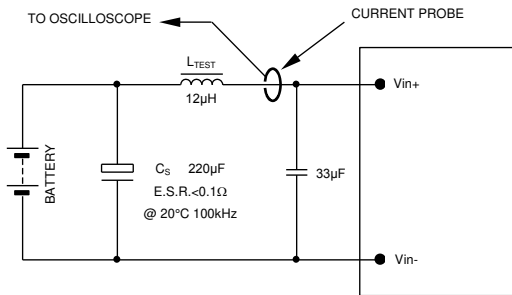 TO OSCILLOSCOPE
CURRENT PROBE
LTEST
12µH
Vin+
BATTERY
CS 220µF
E.S.R.<0.1Ω
@ 20°C 100kHz
33µF
Vin-